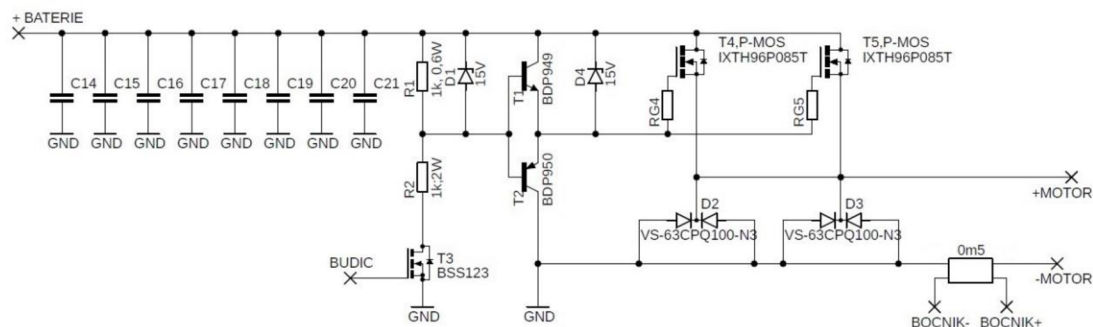 + BATERIE
T4,P-MOS
IXTH96P085T
T5,P-MOS
IXTH96P085T
C14
C15
C16
C17
C18
C19
C20
C21
R1
1k, 0,6W
D1
15V
T1
BDP949
D4
15V
RG4
RG5
GND
GND
GND
GND
GND
GND
GND
GND
R2
1k;2W
T2
BDP950
+MOTOR
D2
VS-63CPQ100-N3
D3
VS-63CPQ100-N3
BUDIC
T3
BSS123
0m5
-MOTOR
GND
GND
BOCNIK-
BOCNIK+